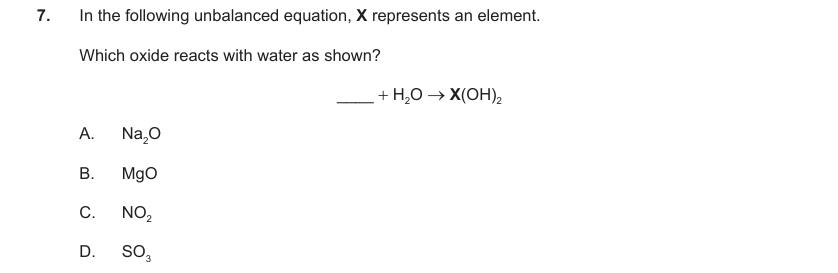 7. In the following unbalanced equation, X represents an element.
Which oxide reacts with water as shown?
____ + H₂O → X(OH)₂
A. Na₂O
B. MgO
C. NO₂
D. SO₃